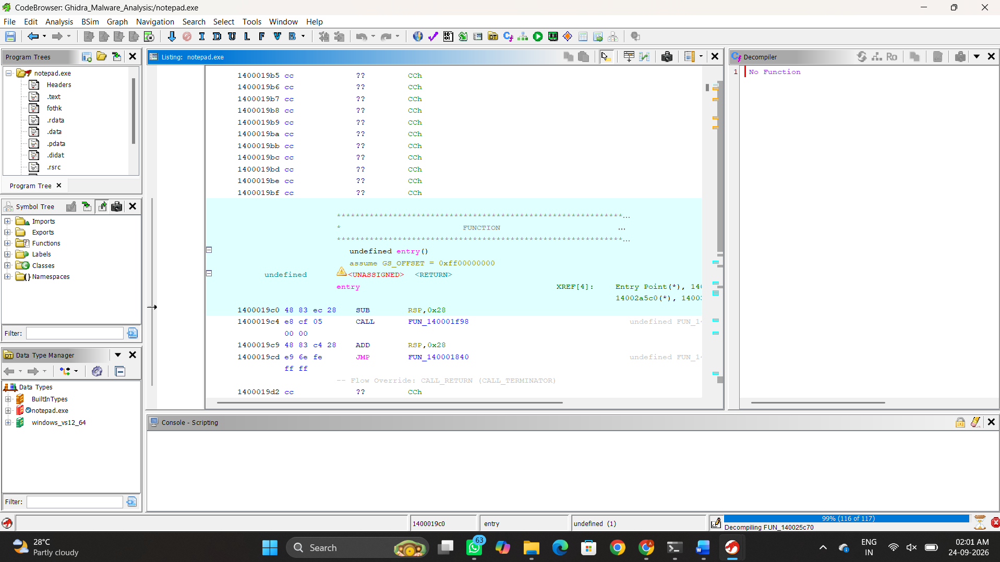 CodeBrowser: Ghidra_Malware_Analysis:/notepad.exe
File Edit Analysis BSim Graph Navigation Search Select Tools Window Help
I D U L F V B
Program Trees
notepad.exe
Headers
.text
fothk
.rdata
.data
.pdata
.didat
.rsrc
Program Tree
Symbol Tree
Imports
Exports
Functions
Labels
Classes
Namespaces
Filter:
Data Type Manager
Data Types
BuiltInTypes
notepad.exe
windows_vs12_64
Filter:
Listing: notepad.exe
1400019b5 cc ?? CCh
1400019b6 cc ?? CCh
1400019b7 cc ?? CCh
1400019b8 cc ?? CCh
1400019b9 cc ?? CCh
1400019ba cc ?? CCh
1400019bb cc ?? CCh
1400019bc cc ?? CCh
1400019bd cc ?? CCh
1400019be cc ?? CCh
1400019bf cc ?? CCh
*************************************************************...
* FUNCTION ...
*************************************************************...
undefined entry()
assume GS_OFFSET = 0xff00000000
undefined <UNASSIGNED> <RETURN>
entry XREF[4]: Entry Point(*), 14
14002a5c0(*), 1400
1400019c0 48 83 ec 28 SUB RSP,0x28
1400019c4 e8 cf 05 CALL FUN_140001f98 undefined FUN_1
00 00
1400019c9 48 83 c4 28 ADD RSP,0x28
1400019cd e9 6e fe JMP FUN_140001840 undefined FUN_1
ff ff
-- Flow Override: CALL_RETURN (CALL_TERMINATOR)
1400019d2 cc ?? CCh
Decompiler
Ro
1 No Function
Console - Scripting
1400019c0
entry
undefined (1)
99% (116 of 117)
Decompiling FUN_140025c70
28°C
Partly cloudy
Search
63
ENG
IN
02:01 AM
24-09-2026